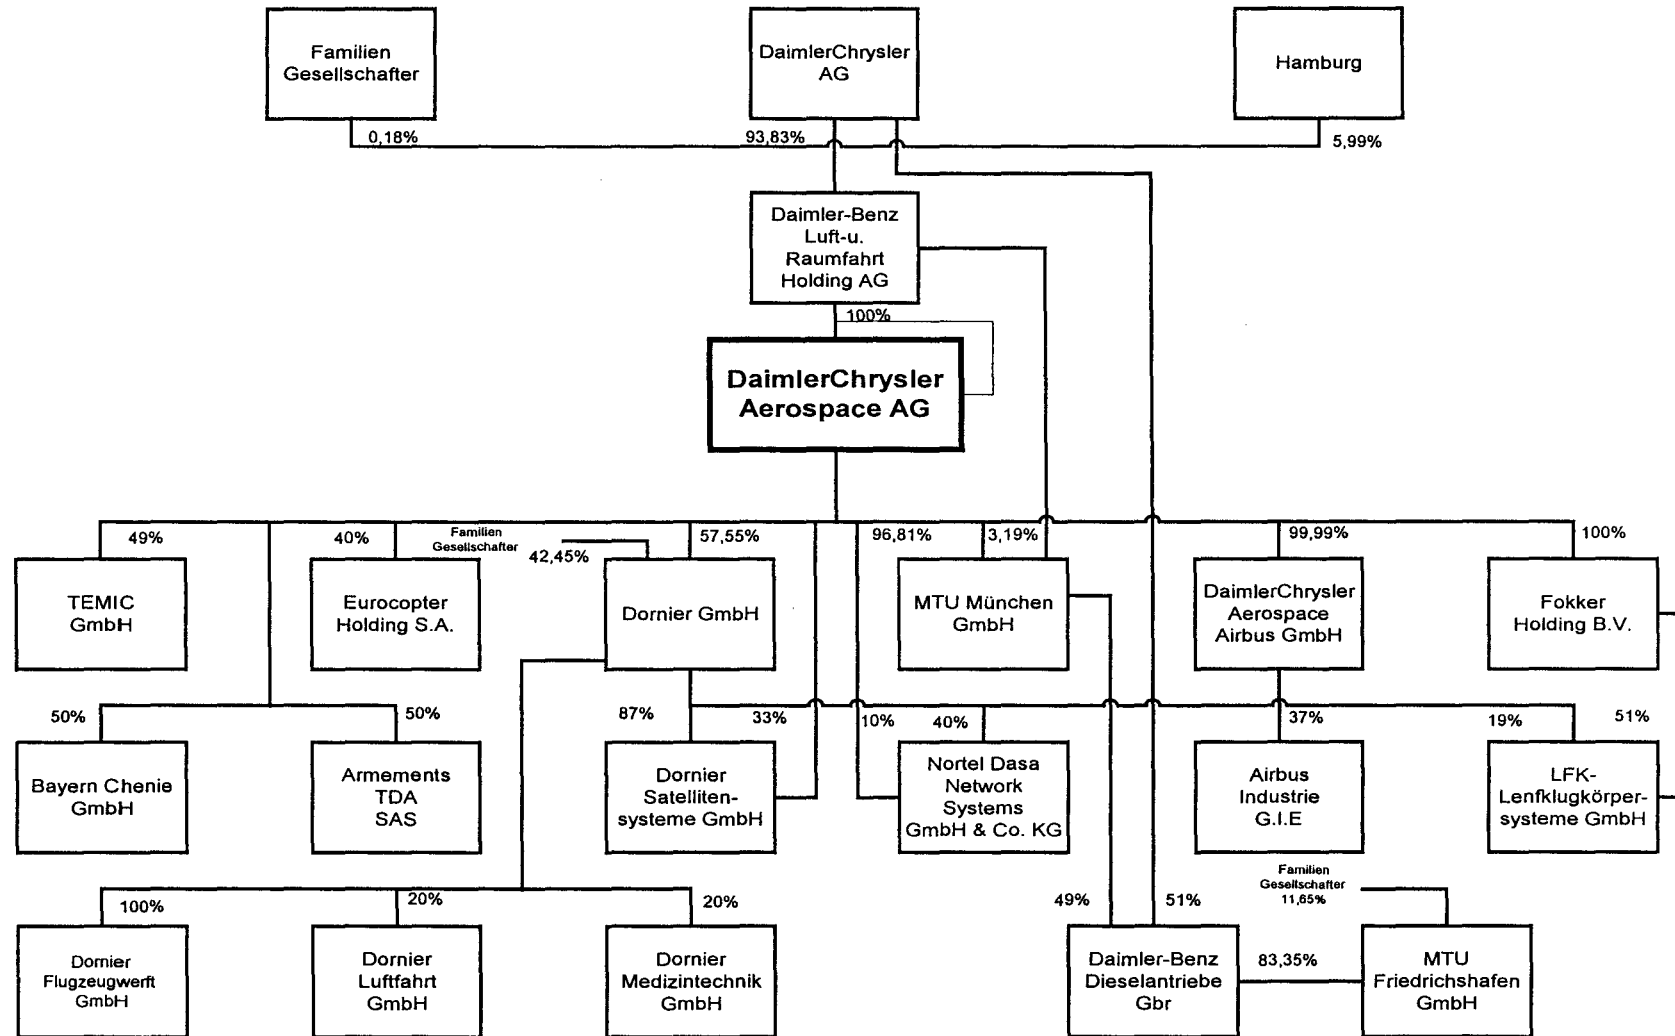 Familien
Gesellschafter
DaimlerChrysler
AG
Hamburg
0,18%
93,83%
5,99%
Daimler-Benz
Luft-u.
Raumfahrt
Holding AG
100%
DaimlerChrysler
Aerospace AG
49%
40%
Familien
Gesellschafter
42,45%
57,55%
96,81%
3,19%
99,99%
100%
TEMIC
GmbH
Eurocopter
Holding S.A.
Dornier GmbH
MTU München
GmbH
DaimlerChrysler
Aerospace
Airbus GmbH
Fokker
Holding B.V.
50%
50%
87%
33%
10%
40%
37%
19%
51%
Bayern Chenie
GmbH
Armements
TDA
SAS
Dornier
Satelliten-
systeme GmbH
Nortel Dasa
Network
Systems
GmbH & Co. KG
Airbus
Industrie
G.I.E
LFK-
Lenfklugkörper-
systeme GmbH
Familien
Gesellschafter
11,65%
100%
20%
20%
49%
51%
Dornier
Flugzeugwerft
GmbH
Dornier
Luftfahrt
GmbH
Dornier
Medizintechnik
GmbH
Daimler-Benz
Dieselantriebe
Gbr
83,35%
MTU
Friedrichshafen
GmbH